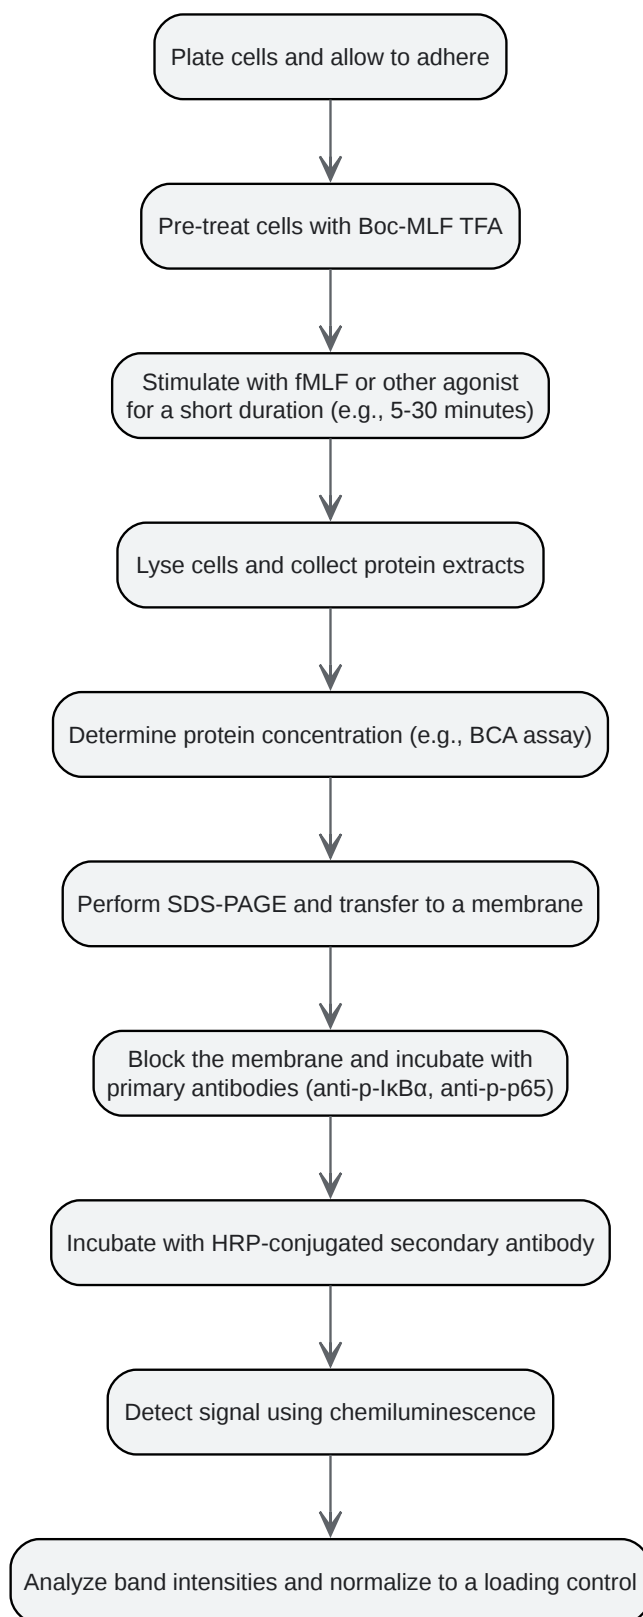 Plate cells and allow to adhere
Pre-treat cells with Boc-MLF TFA
Stimulate with fMLF or other agonist
for a short duration (e.g., 5-30 minutes)
Lyse cells and collect protein extracts
Determine protein concentration (e.g., BCA assay)
Perform SDS-PAGE and transfer to a membrane
Block the membrane and incubate with
primary antibodies (anti-p-IκBα, anti-p-p65)
Incubate with HRP-conjugated secondary antibody
Detect signal using chemiluminescence
Analyze band intensities and normalize to a loading control